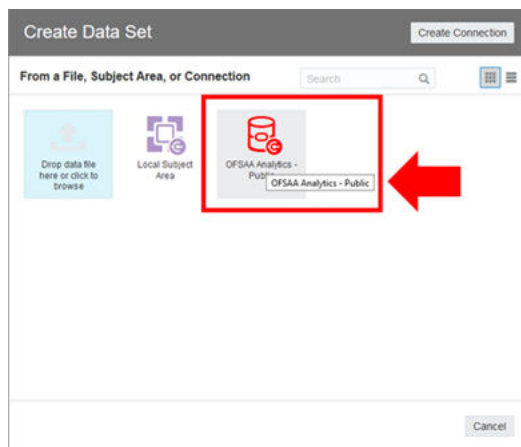 Create Data Set
Create Connection
From a File, Subject Area, or Connection
Search
Drop data file
here or click to
browse
Local Subject
Area
OFSAA Analytics -
Public
OFSAA Analytics - Public
Cancel